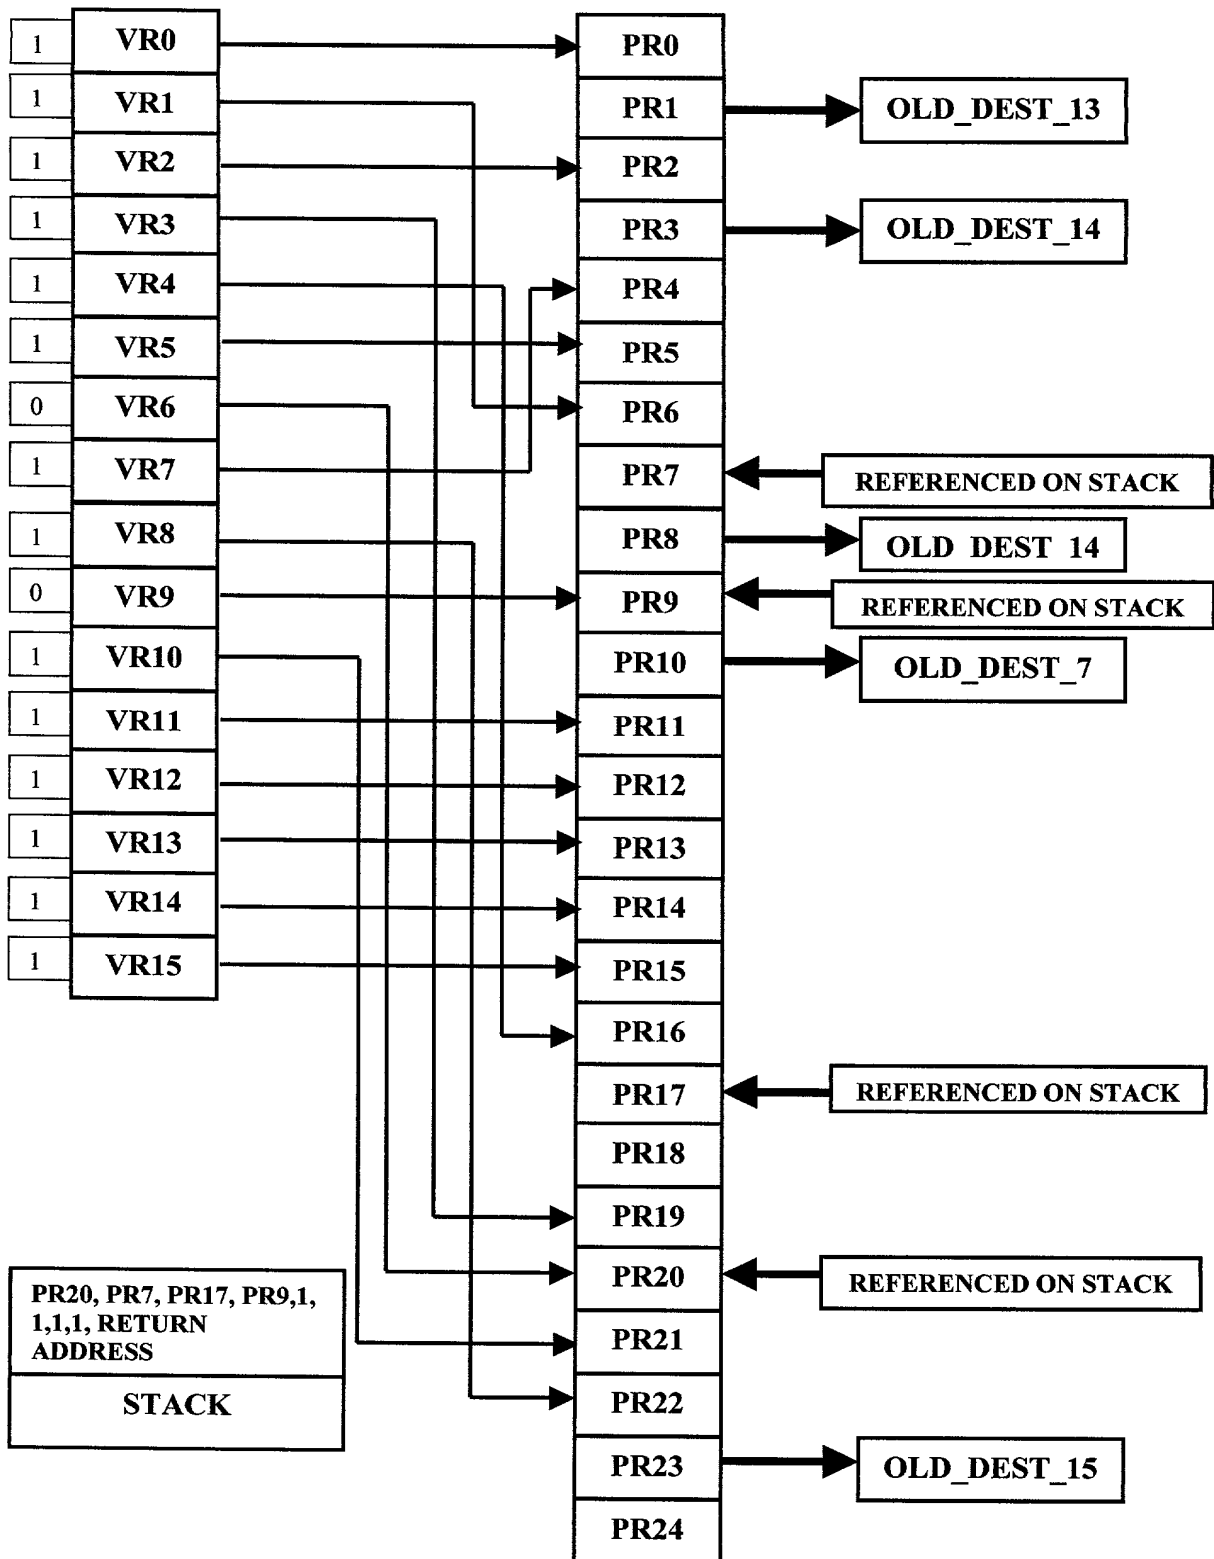 1 VR0
1 VR1
1 VR2
1 VR3
1 VR4
1 VR5
0 VR6
1 VR7
1 VR8
0 VR9
1 VR10
1 VR11
1 VR12
1 VR13
1 VR14
1 VR15
PR0
PR1
PR2
PR3
PR4
PR5
PR6
PR7
PR8
PR9
PR10
PR11
PR12
PR13
PR14
PR15
PR16
PR17
PR18
PR19
PR20
PR21
PR22
PR23
PR24
OLD_DEST_13
OLD_DEST_14
REFERENCED ON STACK
OLD DEST 14
REFERENCED ON STACK
OLD_DEST_7
REFERENCED ON STACK
REFERENCED ON STACK
OLD_DEST_15
PR20, PR7, PR17, PR9,1,
1,1,1, RETURN
ADDRESS
STACK